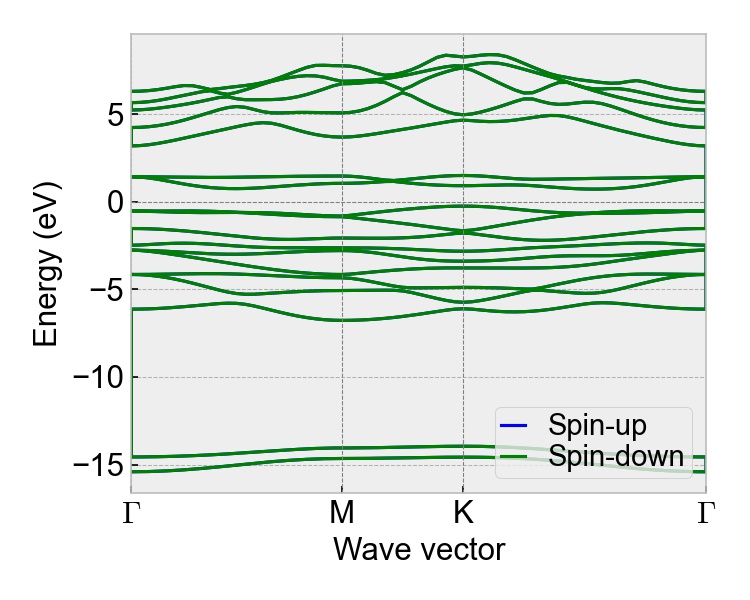 Energy (eV)
5
0
−5
−10
−15
Spin-up
Spin-down
Γ M K Γ
Wave vector